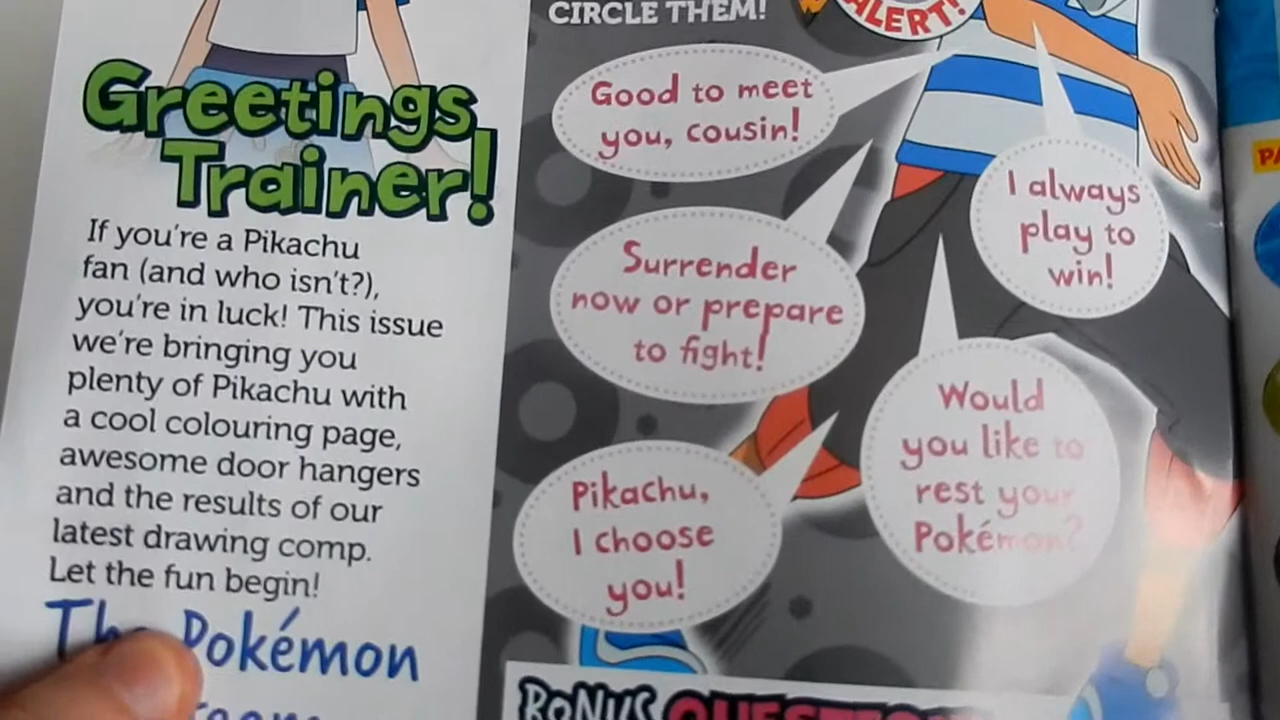 Greetings
Trainer!
If you're a Pikachu
fan (and who isn't?),
you're in luck! This issue
we're bringing you
plenty of Pikachu with
a cool colouring page,
awesome door hangers
and the results of our
latest drawing comp.
Let the fun begin!
The Pokémon
CIRCLE THEM!
ALERT!
Good to meet
you, cousin!
I always
play to
win!
Surrender
now or prepare
to fight!
Would
you like to
rest your
Pokémon?
Pikachu,
I choose
you!
BONUS